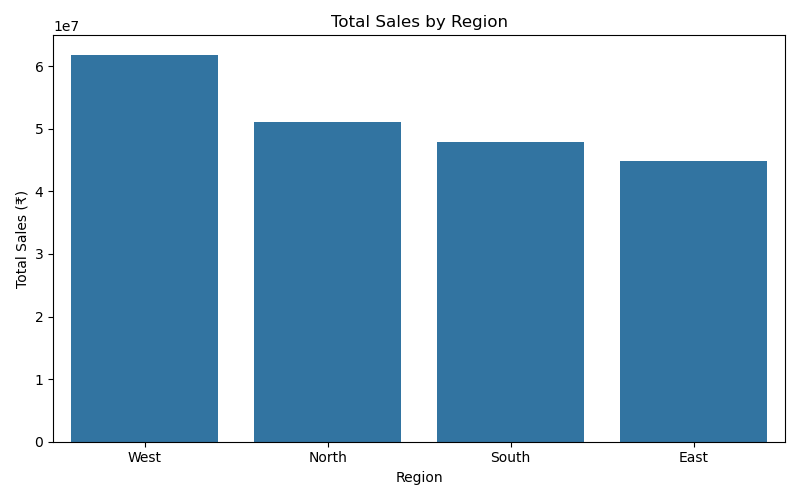 Total Sales by Region
1e7
6
5
4
3
2
1
0
Total Sales (₹)
West North South East
Region